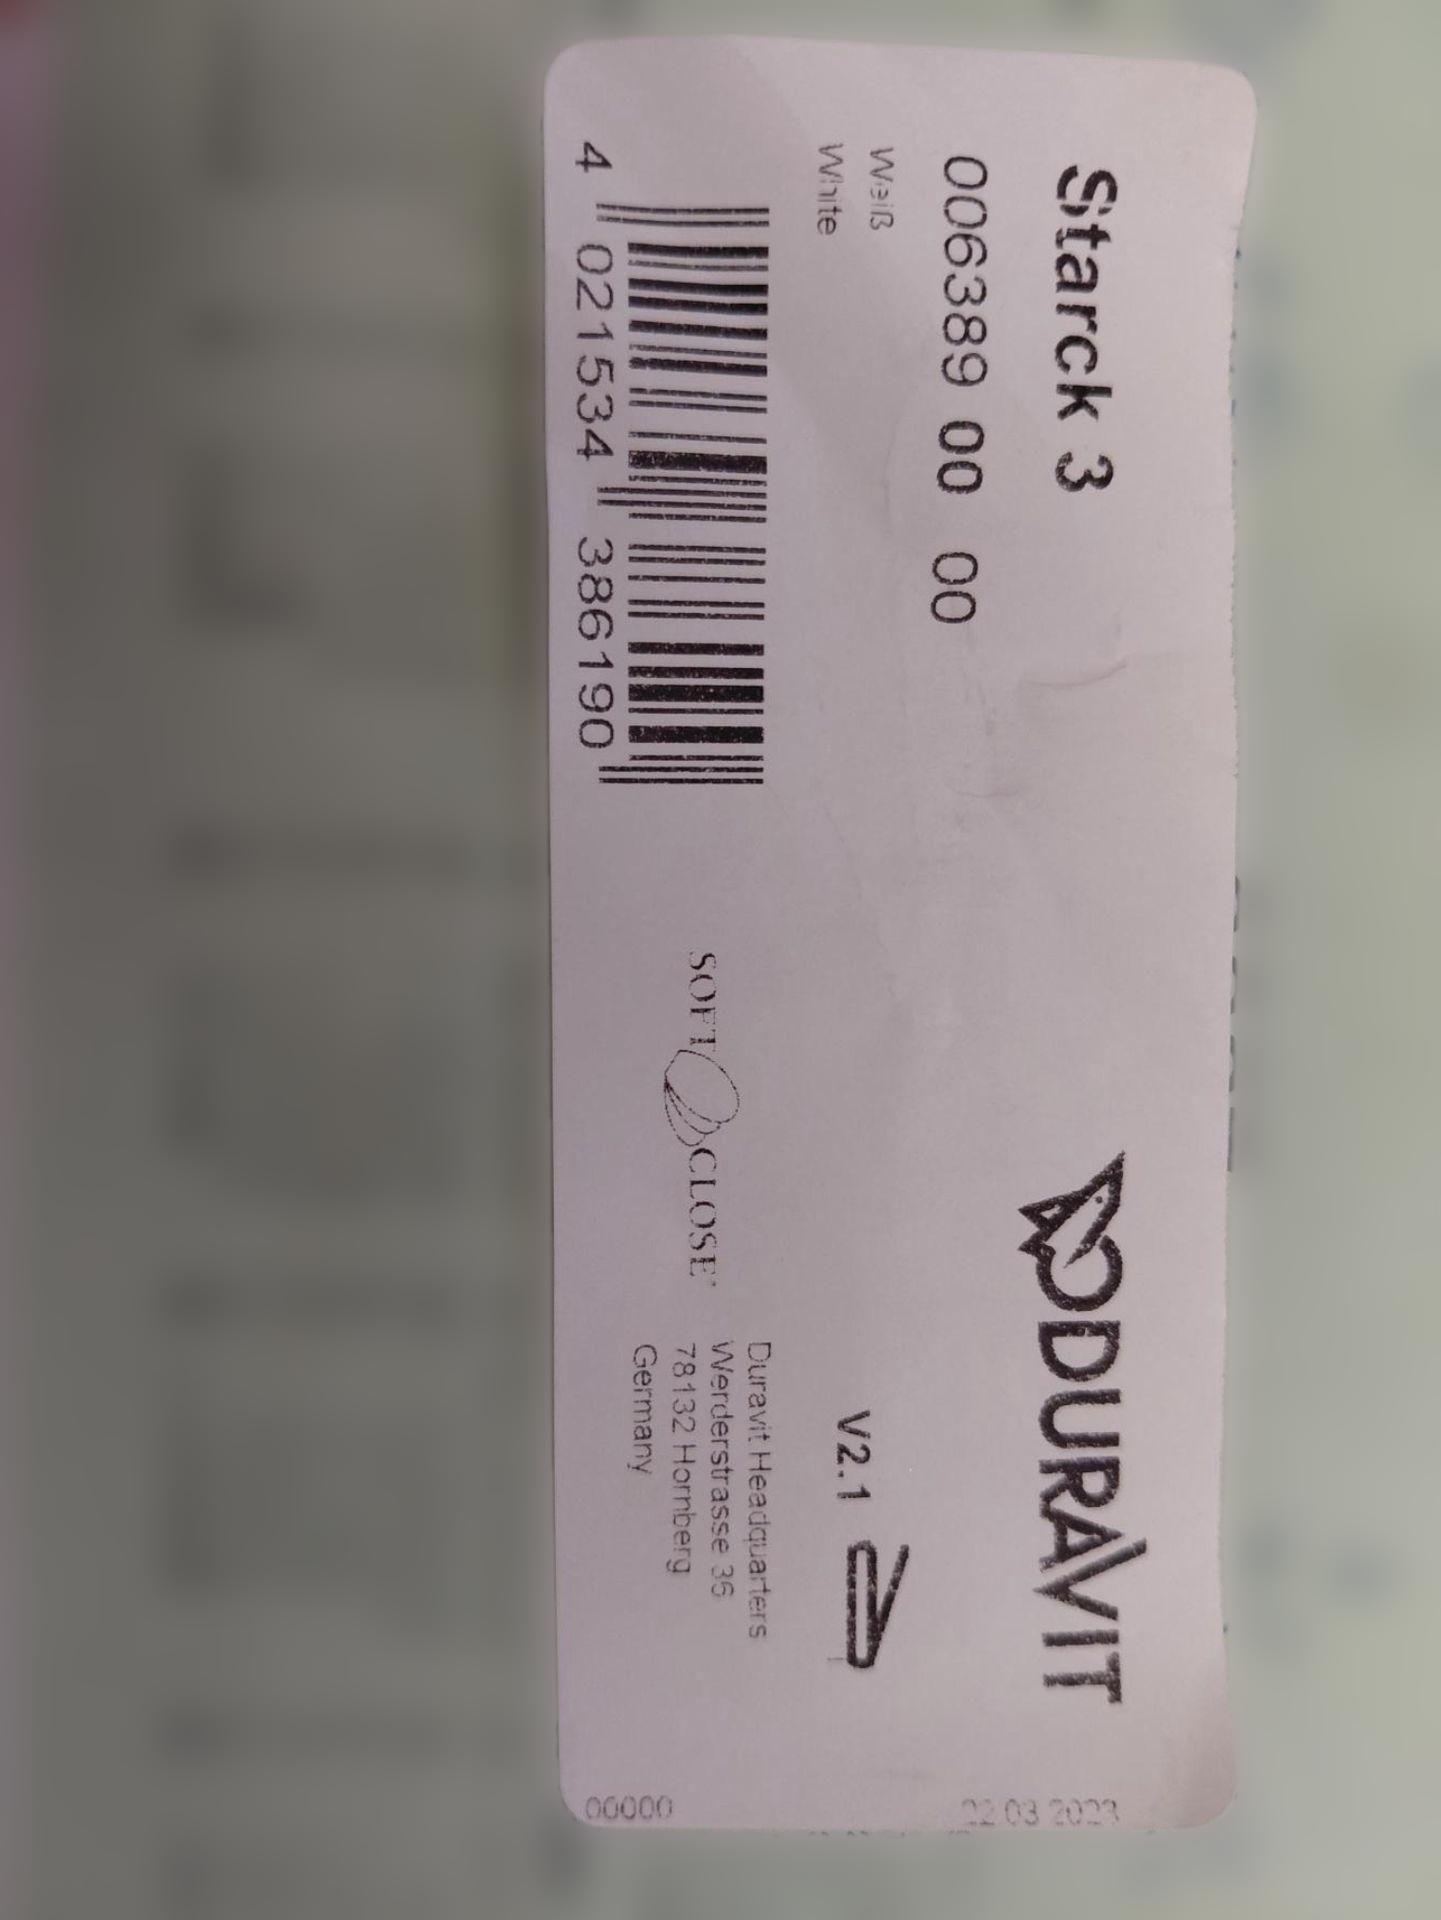 Starck 3
DURAVIT
006389 00 00
Weiß
White
V2.1
4 021534 386190
SOFT CLOSE
Duravit Headquarters
Werderstrasse 36
78132 Hornberg
Germany
22 03 2023
00000